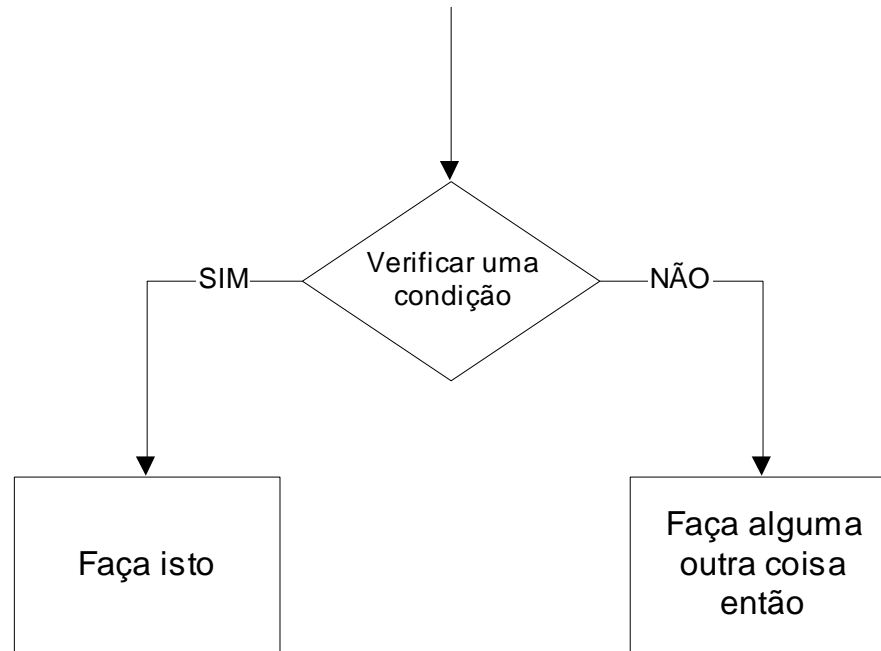 Verificar uma
condição
SIM
NÃO
Faça isto
Faça alguma
outra coisa
então